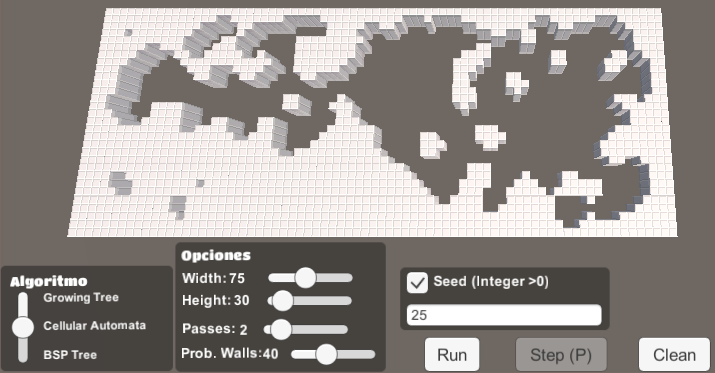 Algoritmo
Growing Tree
Cellular Automata
BSP Tree
Opciones
Width: 75
Height: 30
Passes: 2
Prob. Walls:40
Seed (Integer >0)
25
Run
Step (P)
Clean